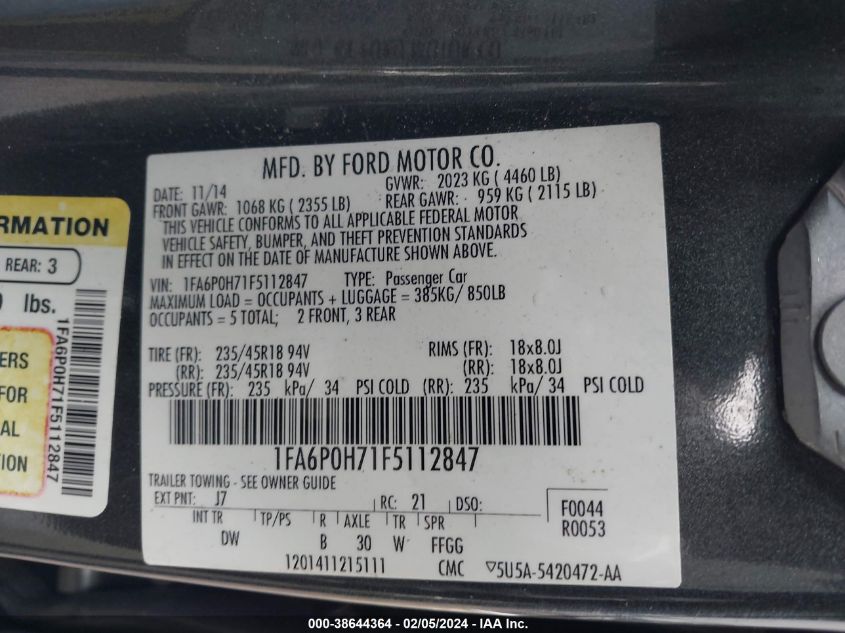 MFD. BY FORD MOTOR CO.
DATE: 11/14
GVWR: 2023 KG ( 4460 LB)
FRONT GAWR: 1068 KG ( 2355 LB)
REAR GAWR: 959 KG ( 2115 LB)
THIS VEHICLE CONFORMS TO ALL APPLICABLE FEDERAL MOTOR
VEHICLE SAFETY, BUMPER, AND THEFT PREVENTION STANDARDS
IN EFFECT ON THE DATE OF MANUFACTURE SHOWN ABOVE.
VIN: 1FA6P0H71F5112847 TYPE: Passenger Car
MAXIMUM LOAD = OCCUPANTS + LUGGAGE = 385KG/ 850LB
OCCUPANTS = 5 TOTAL; 2 FRONT, 3 REAR
TIRE (FR): 235/45R18 94V RIMS (FR): 18x8.0J
(RR): 235/45R18 94V (RR): 18x8.0J
PRESSURE (FR): 235 kPa/ 34 PSI COLD (RR): 235 kPa/ 34 PSI COLD
1FA6P0H71F5112847
TRAILER TOWING - SEE OWNER GUIDE
EXT PNT: J7 RC: 21 DSO:
F0044
R0053
INT TR TP/PS R AXLE TR SPR
DW B 30 W FFGG
1201411215111 CMC ▽5U5A-5420472-AA
RMATION
REAR: 3
lbs.
1FA6P0H71F5112847
ERS
FOR
AL
ION
000-38644364 - 02/05/2024 - IAA Inc.